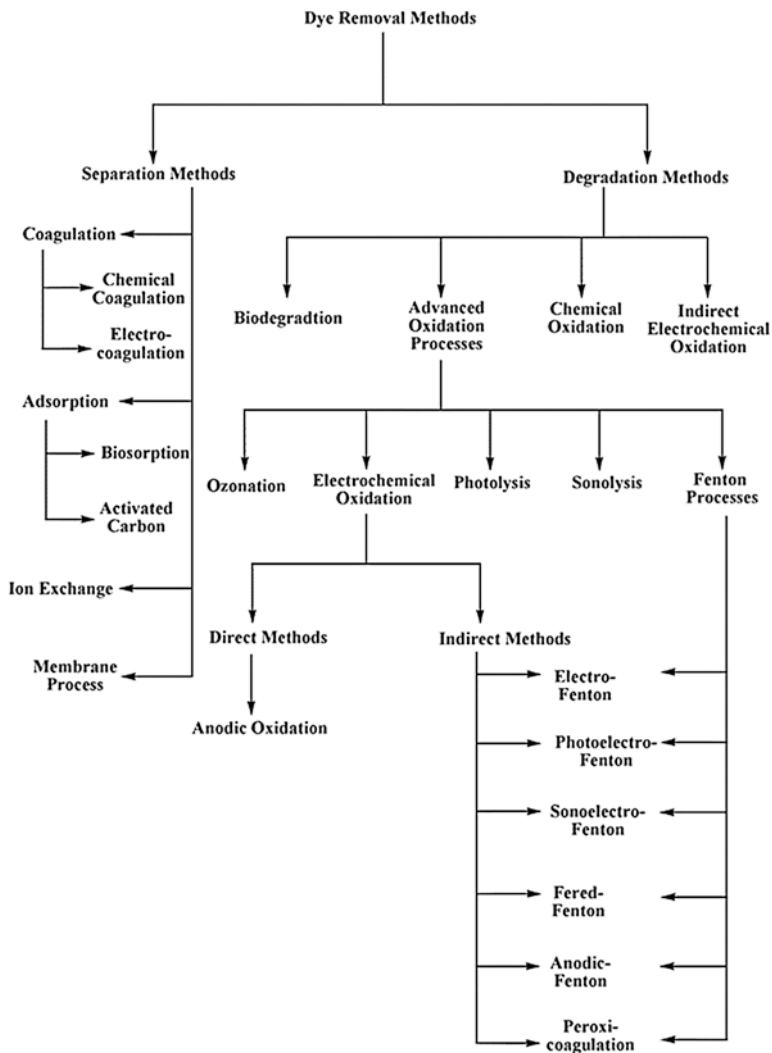 Dye Removal Methods
Separation Methods
Degradation Methods
Coagulation
Chemical
Coagulation
Electro-
coagulation
Adsorption
Biosorption
Activated
Carbon
Ion Exchange
Membrane
Process
Biodegradtion
Advanced
Oxidation
Processes
Chemical
Oxidation
Indirect
Electrochemical
Oxidation
Ozonation
Electrochemical
Oxidation
Photolysis
Sonolysis
Fenton
Processes
Direct Methods
Indirect Methods
Anodic Oxidation
Electro-
Fenton
Photoelectro-
Fenton
Sonoelectro-
Fenton
Fered-
Fenton
Anodic-
Fenton
Peroxi-
coagulation